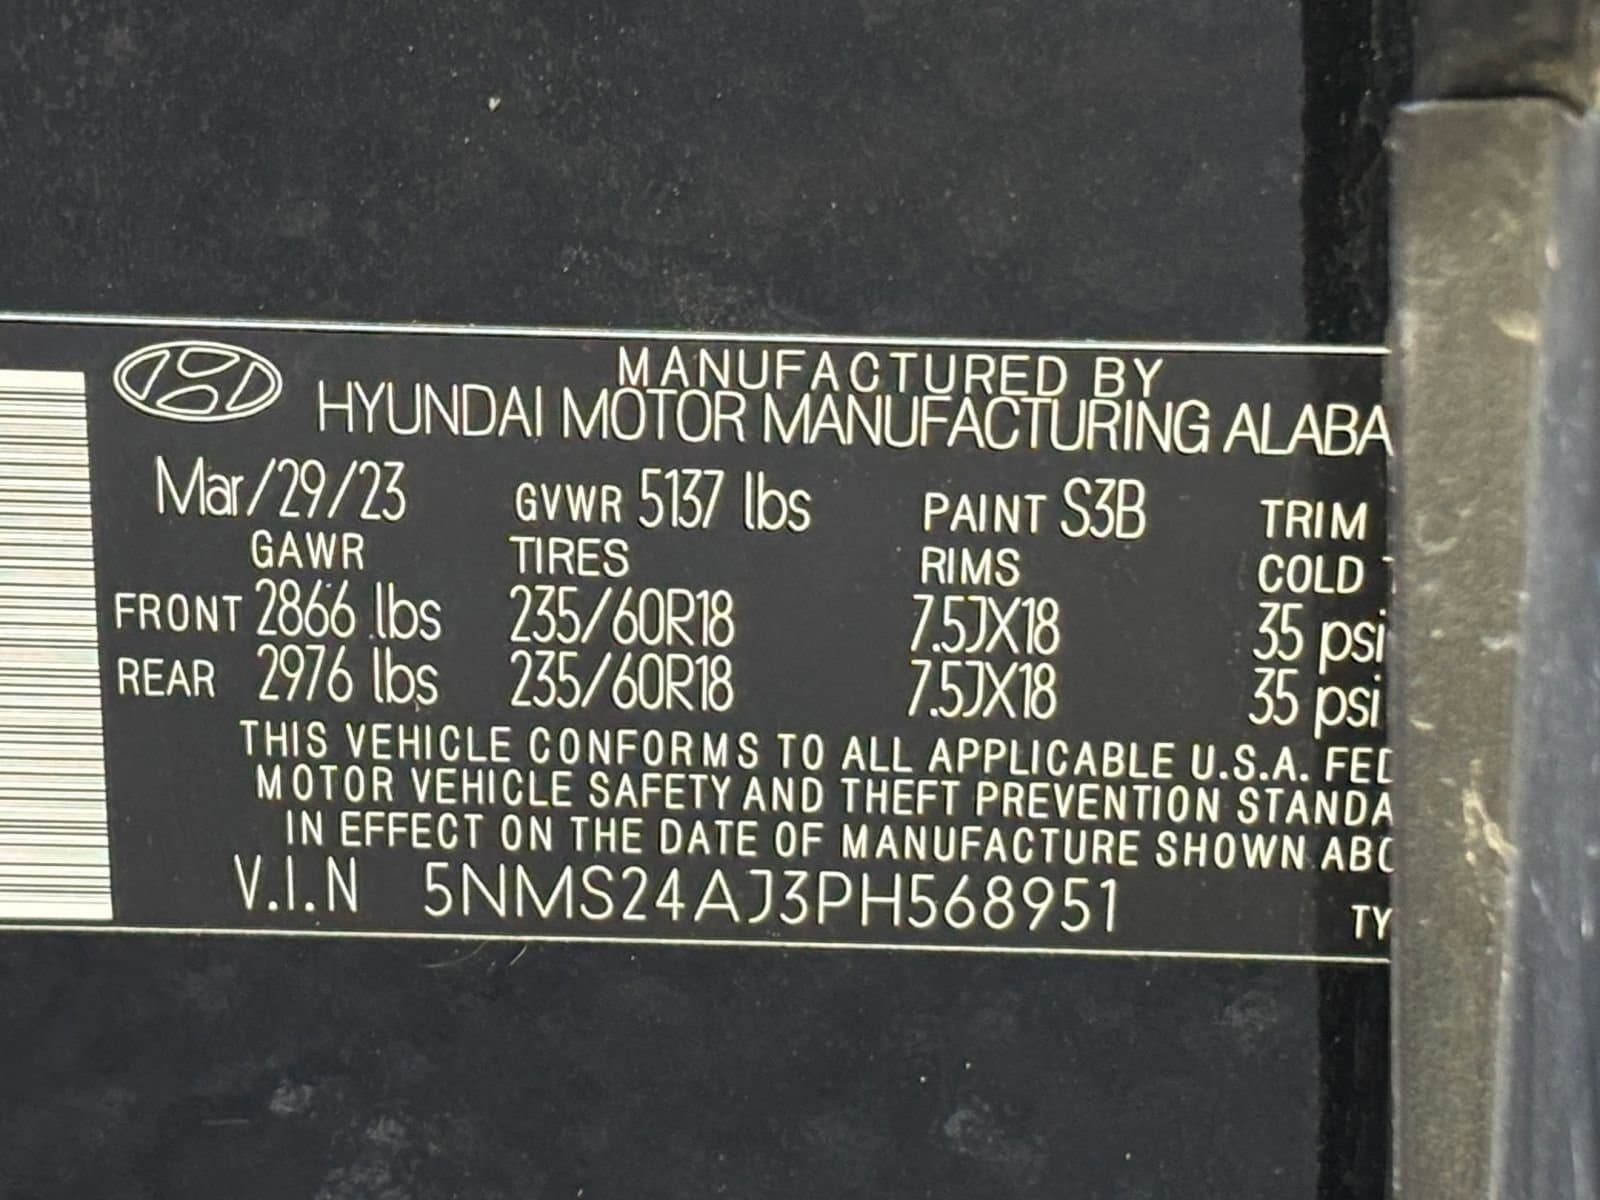 MANUFACTURED BY
HYUNDAI MOTOR MANUFACTURING ALABA
Mar/29/23 GVWR 5137 lbs PAINT S3B TRIM
GAWR TIRES RIMS COLD
FRONT 2866 lbs 235/60R18 7.5JX18 35 psi
REAR 2976 lbs 235/60R18 7.5JX18 35 psi
THIS VEHICLE CONFORMS TO ALL APPLICABLE U.S.A. FED
MOTOR VEHICLE SAFETY AND THEFT PREVENTION STANDA
IN EFFECT ON THE DATE OF MANUFACTURE SHOWN ABO
V.I.N 5NMS24AJ3PH568951 TY